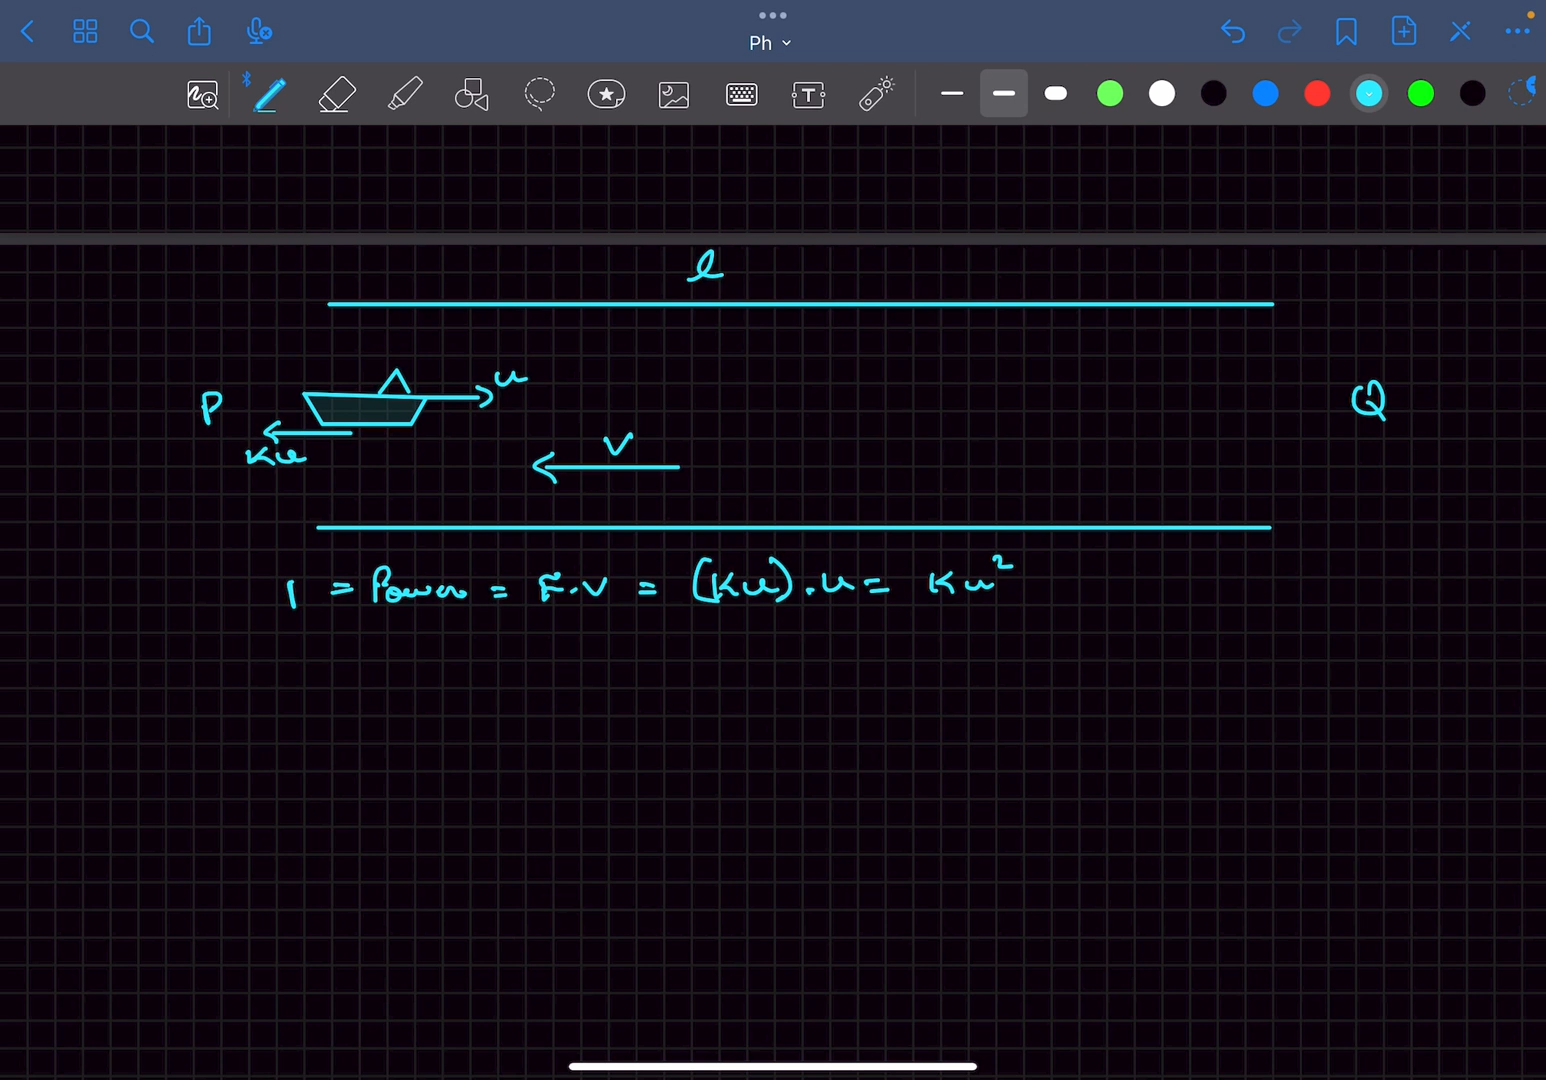 Ph
T
l
P
u
Q
Ku
V
1 = Power = F.V = (Ku).u = Ku²